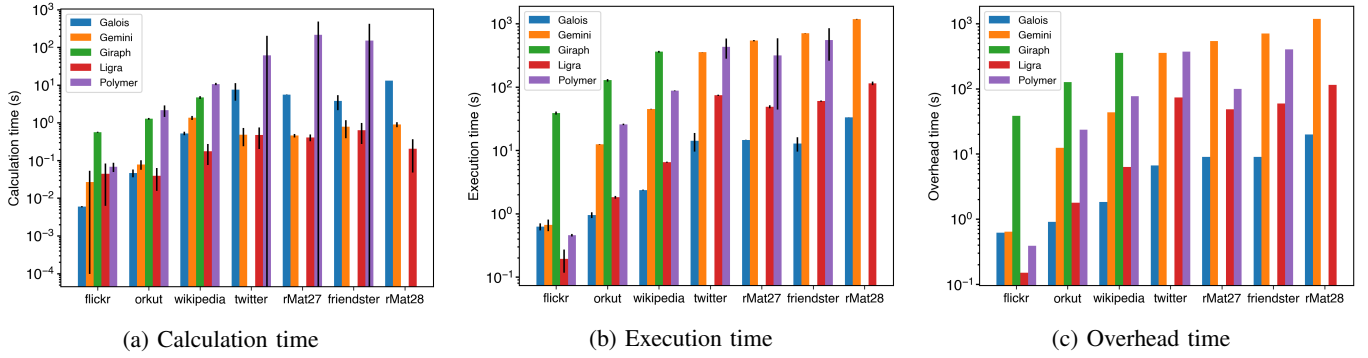 10³
10²
10¹
10⁰
10⁻¹
10⁻²
10⁻³
10⁻⁴
Calculation time (s)
Galois
Gemini
Giraph
Ligra
Polymer
flickr
orkut
wikipedia
twitter
rMat27
friendster
rMat28
(a) Calculation time
10³
10²
10¹
10⁰
10⁻¹
Execution time (s)
Galois
Gemini
Giraph
Ligra
Polymer
flickr
orkut
wikipedia
twitter
rMat27
friendster
rMat28
(b) Execution time
10³
10²
10¹
10⁰
10⁻¹
Overhead time (s)
Galois
Gemini
Giraph
Ligra
Polymer
flickr
orkut
wikipedia
twitter
rMat27
friendster
rMat28
(c) Overhead time